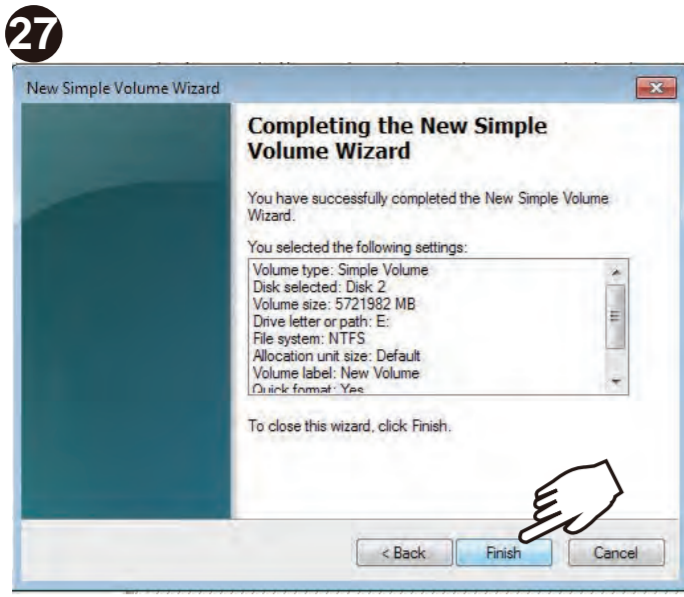 27
New Simple Volume Wizard
Completing the New Simple
Volume Wizard
You have successfully completed the New Simple Volume
Wizard.
You selected the following settings:
Volume type: Simple Volume
Disk selected: Disk 2
Volume size: 5721982 MB
Drive letter or path: E:
File system: NTFS
Allocation unit size: Default
Volume label: New Volume
Quick format: Yes
To close this wizard, click Finish.
< Back Finish Cancel